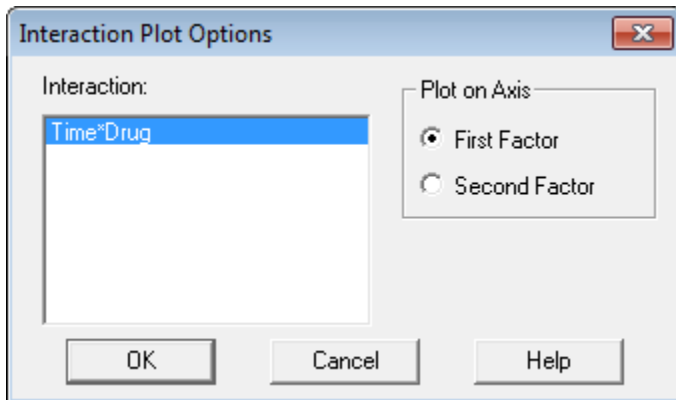 Interaction Plot Options
Interaction:
Time*Drug
Plot on Axis
First Factor
Second Factor
OK
Cancel
Help